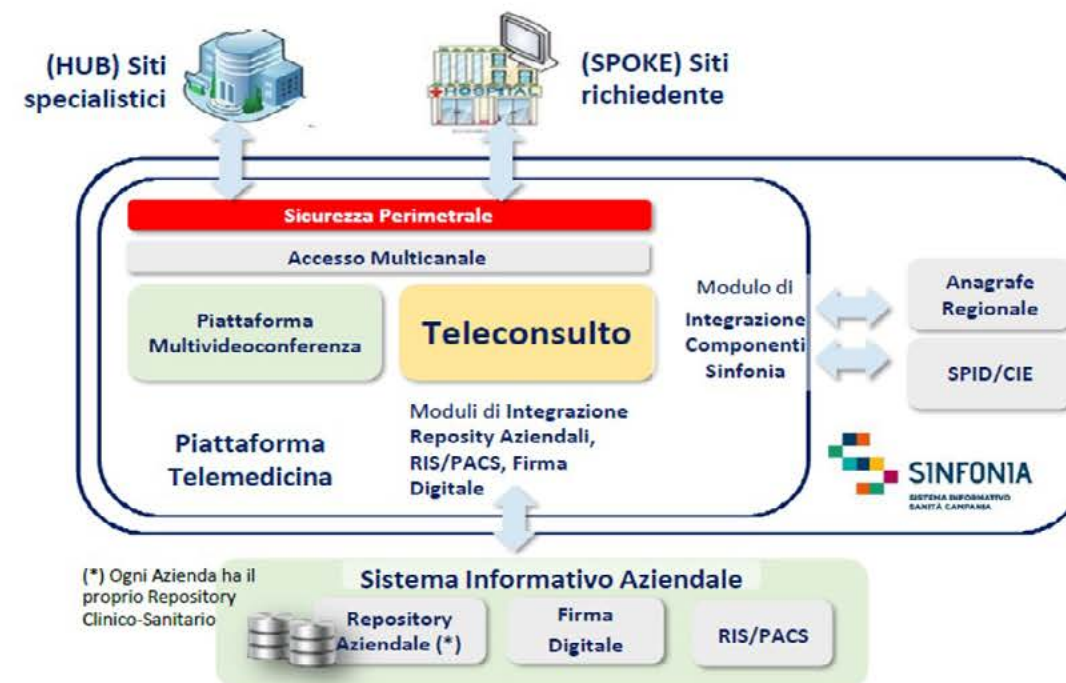 (HUB) Siti
specialistici
(SPOKE) Siti
richiedente
HOSPITAL
Sicurezza Perimetrale
Accesso Multicanale
Piattaforma
Multivideoconferenza
Teleconsulto
Modulo di
Integrazione
Componenti
Sinfonia
Anagrafe
Regionale
SPID/CIE
Piattaforma
Telemedicina
Moduli di Integrazione
Reposity Aziendali,
RIS/PACS, Firma
Digitale
SINFONIA
SISTEMA INFORMATIVO
SANITÀ CAMPANIA
(*) Ogni Azienda ha il
proprio Repository
Clinico-Sanitario
Sistema Informativo Aziendale
Repository
Aziendale (*)
Firma
Digitale
RIS/PACS